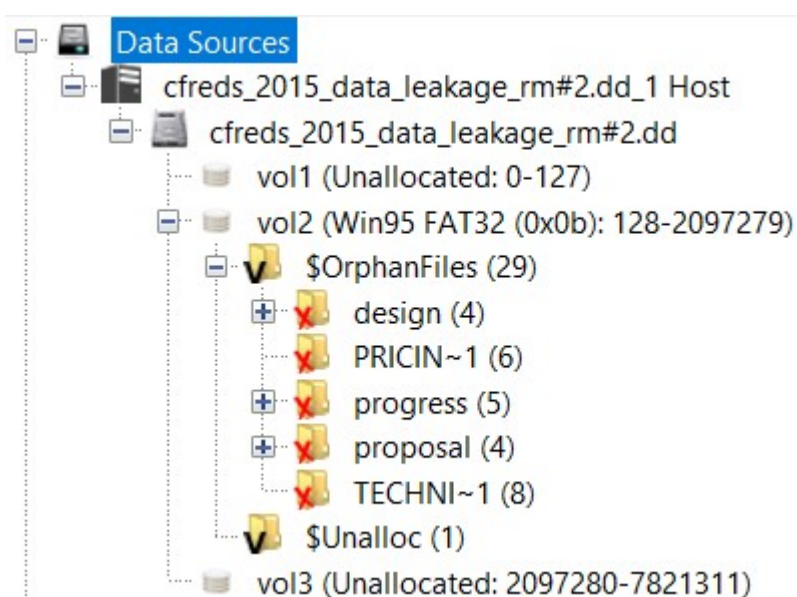 Data Sources
cfreds_2015_data_leakage_rm#2.dd_1 Host
cfreds_2015_data_leakage_rm#2.dd
vol1 (Unallocated: 0-127)
vol2 (Win95 FAT32 (0x0b): 128-2097279)
$OrphanFiles (29)
design (4)
PRICIN~1 (6)
progress (5)
proposal (4)
TECHNI~1 (8)
$Unalloc (1)
vol3 (Unallocated: 2097280-7821311)